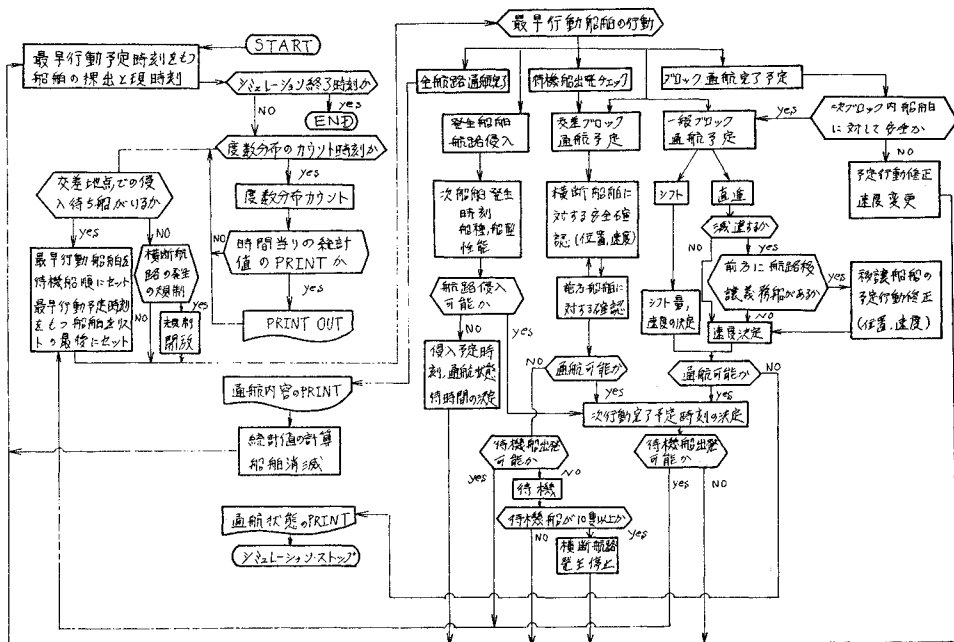 START
最早行動予定時刻をもつ
船舶の探出と現時刻
シミュレーション終了時刻か
NO
yes
END
度数分布のカウント時刻か
yes
度数分布カウント
NO
時間当りの統計
値のPRINTか
yes
PRINT OUT
交差地点での侵
入待ち船がいるか
yes
NO
最早行動船舶を
待機船順にセット
最早行動予定時刻
をもつ船舶をリス
トの最後にセット
横断航
路の発生
の規制
NO
yes
開放
通航内容のPRINT
統計値の計算
船舶消滅
通航状態のPRINT
シミュレーション・ストップ
最早行動船舶の行動
全航路通航完了
待機船出発チェック
ブロック通航完了予定
発生船舶
航路侵入
次船舶発生
時刻
船種,船型
性能
航路侵入
可能か
NO
yes
侵入予定時
刻,通航状態
待時間の決定
交差ブロック
通航予定
横断船舶に
対する安全確
認(位置,速度)
前方船舶に
対する確認
通航可能か
NO
yes
一般ブロック
通航予定
シフト
直進
減速するか
NO
yes
前方に航路移
譲義務船があるか
yes
NO
シフト量,
速度の決定
速度決定
通航可能か
NO
yes
次ブロック内船舶
に対して安全か
yes
NO
予定行動修正
速度変更
移譲船舶の
予定行動修正
(位置,速度)
次行動完了予定時刻の決定
待機船出発
可能か
yes
NO
待機
待機船が10隻以上か
NO
yes
横断航路
発生停止
待機船出発
可能か
yes
NO